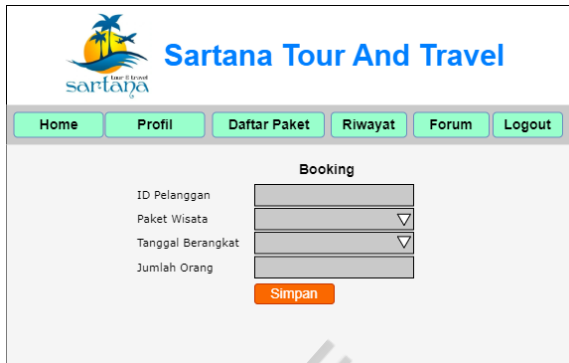 tour & travel
sartana
Sartana Tour And Travel
Home Profil Daftar Paket Riwayat Forum Logout
Booking
ID Pelanggan
Paket Wisata
Tanggal Berangkat
Jumlah Orang
Simpan